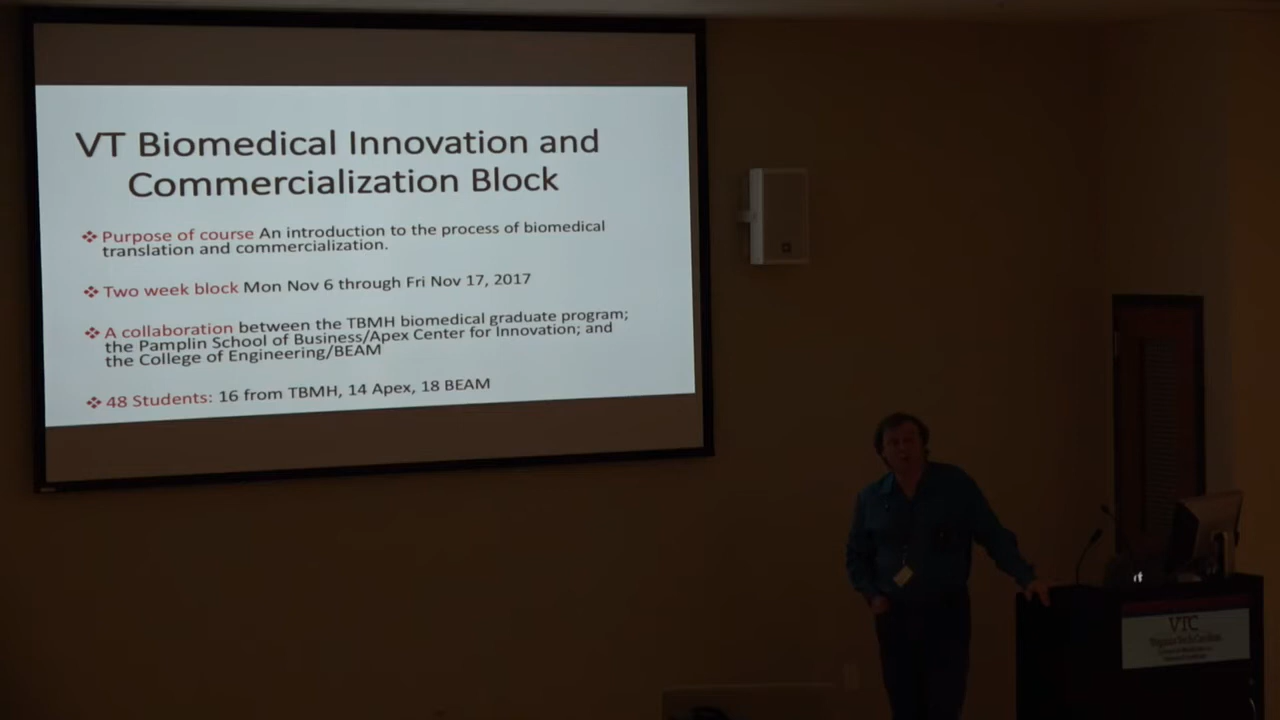 VT Biomedical Innovation and
Commercialization Block
❖ Purpose of course An introduction to the process of biomedical
translation and commercialization.
❖ Two week block Mon Nov 6 through Fri Nov 17, 2017
❖ A collaboration between the TBMH biomedical graduate program;
the Pamplin School of Business/Apex Center for Innovation; and
the College of Engineering/BEAM
❖ 48 Students: 16 from TBMH, 14 Apex, 18 BEAM
VTC
VirginiaTechCarilion